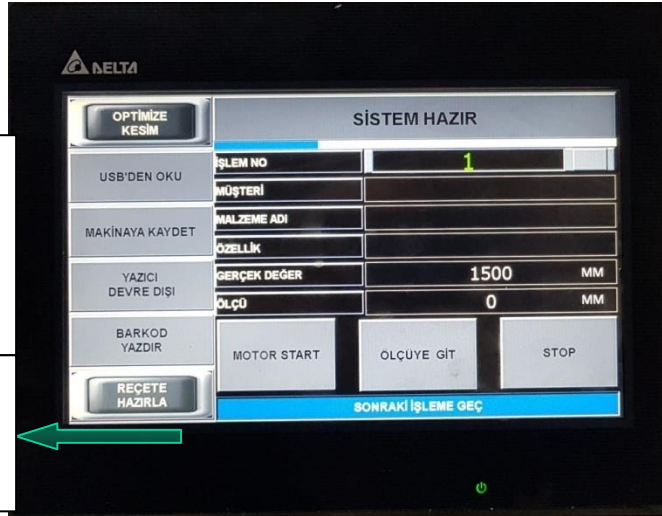 DELTA
OPTİMİZE
KESİM
SİSTEM HAZIR
USB'DEN OKU
İŞLEM NO
1
MÜŞTERİ
MAKİNAYA KAYDET
MALZEME ADI
ÖZELLİK
YAZICI
DEVRE DIŞI
GERÇEK DEĞER
1500 MM
ÖLÇÜ
0 MM
BARKOD
YAZDIR
MOTOR START
ÖLÇÜYE GİT
STOP
REÇETE
HAZIRLA
SONRAKİ İŞLEME GEÇ